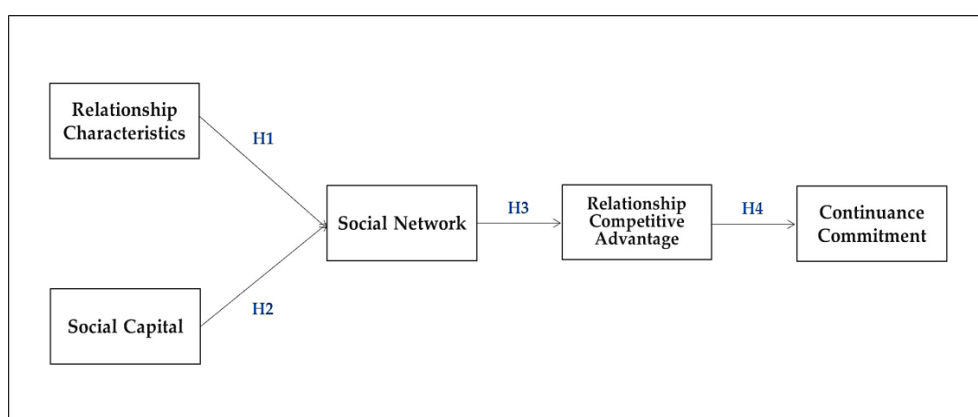 Relationship
Characteristics
H1
Social Network
H3
Relationship
Competitive
Advantage
H4
Continuance
Commitment
H2
Social Capital